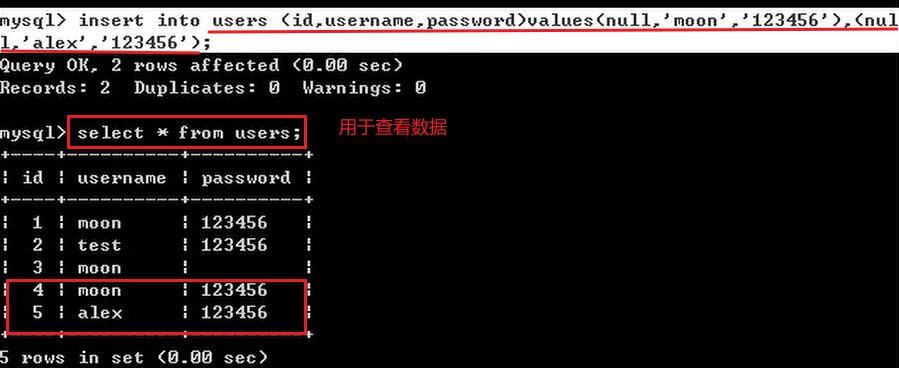 mysql> insert into users (id,username,password)values(null,'moon','123456'),(nul
l,'alex','123456');
Query OK, 2 rows affected (0.00 sec)
Records: 2  Duplicates: 0  Warnings: 0
mysql> select * from users; 用于查看数据
+----+----------+----------+
| id | username | password |
+----+----------+----------+
|  1 | moon     | 123456   |
|  2 | test     | 123456   |
|  3 | moon     |          |
|  4 | moon     | 123456   |
|  5 | alex     | 123456   |
+----+----------+----------+
5 rows in set (0.00 sec)